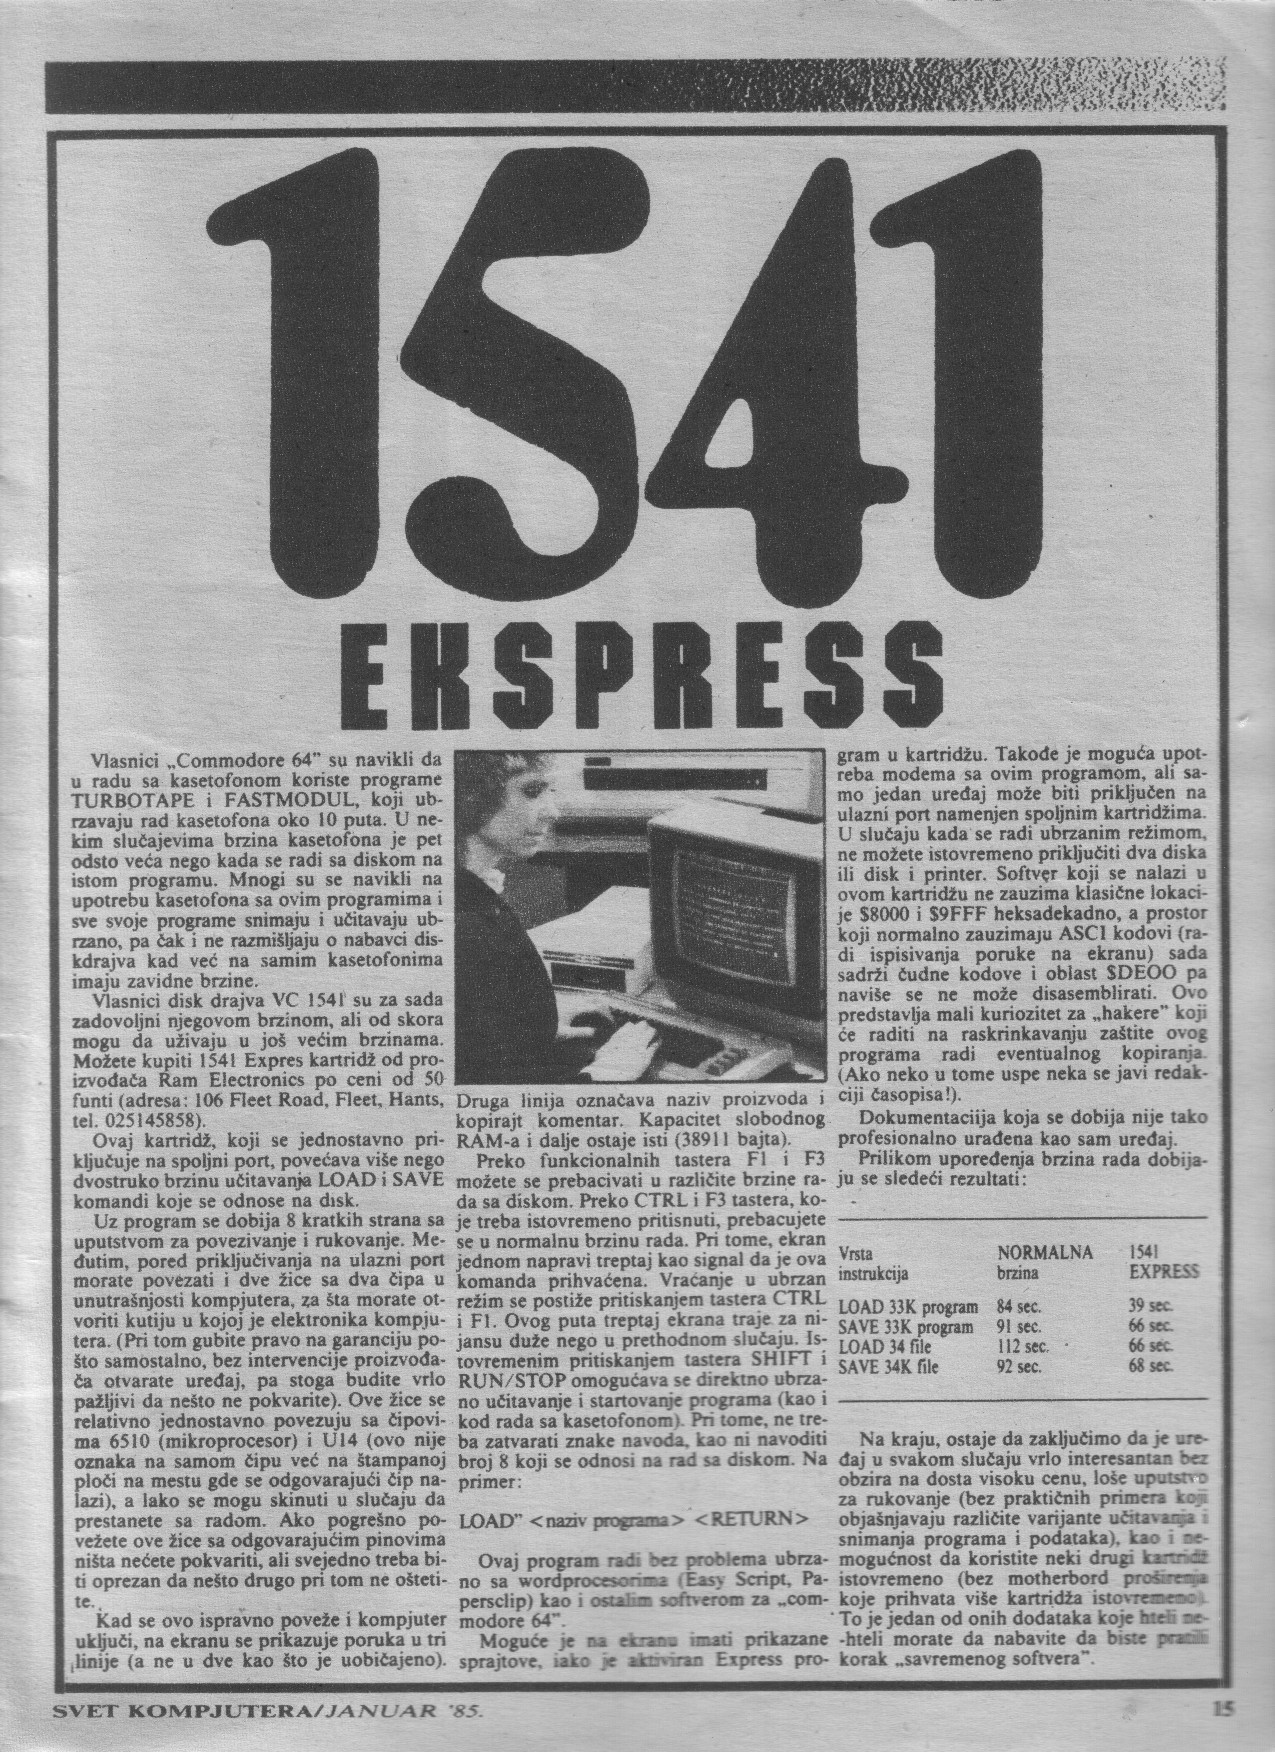 1541
EKSPRESS
Vlasnici „Commodore 64” su navikli da
u radu sa kasetofonom koriste programe
TURBOTAPE i FASTMODUL, koji ub-
rzavaju rad kasetofona oko 10 puta. U ne-
kim slučajevima brzina kasetofona je pet
odsto veća nego kada se radi sa diskom na
istom programu. Mnogi su se navikli na
upotrebu kasetofona sa ovim programima i
sve svoje programe snimaju i učitavaju ub-
rzano, pa čak i ne razmišljaju o nabavci dis-
kdrajva kad već na samim kasetofonima
imaju zavidne brzine.
Vlasnici disk drajva VC 1541 su za sada
zadovoljni njegovom brzinom, ali od skora
mogu da uživaju u još većim brzinama.
Možete kupiti 1541 Expres kartridž od pro-
izvođača Ram Electronics po ceni od 50
funti (adresa: 106 Fleet Road, Fleet, Hants,
tel. 025145858).
Ovaj kartridž, koji se jednostavno pri-
ključuje na spoljni port, povećava više nego
dvostruko brzinu učitavanja LOAD i SAVE
komandi koje se odnose na disk.
Uz program se dobija 8 kratkih strana sa
uputstvom za povezivanje i rukovanje. Me-
đutim, pored priključivanja na ulazni port
morate povezati i dve žice sa dva čipa u
unutrašnjosti kompjutera, za šta morate ot-
voriti kutiju u kojoj je elektronika kompju-
tera. (Pri tom gubite pravo na garanciju po-
što samostalno, bez intervencije proizvođa-
ča otvarate uređaj, pa stoga budite vrlo
pažljivi da nešto ne pokvarite). Ove žice se
relativno jednostavno povezuju sa čipovi-
ma 6510 (mikroprocesor) i U14 (ovo nije
oznaka na samom čipu već na štampanoj
ploči na mestu gde se odgovarajući čip na-
lazi), a lako se mogu skinuti u slučaju da
prestanete sa radom. Ako pogrešno po-
vežete ove žice sa odgovarajućim pinovima
ništa nećete pokvariti, ali svejedno treba bi-
ti oprezan da nešto drugo pri tom ne ošteti-
te.
Kad se ovo ispravno poveže i kompjuter
uključi, na ekranu se prikazuje poruka u tri
linije (a ne u dve kao što je uobičajeno).
Druga linija označava naziv proizvoda i
kopirajt komentar. Kapacitet slobodnog
RAM-a i dalje ostaje isti (38911 bajta).
Preko funkcionalnih tastera F1 i F3
možete se prebacivati u različite brzine ra-
da sa diskom. Preko CTRL i F3 tastera, ko-
je treba istovremeno pritisnuti, prebacujete
se u normalnu brzinu rada. Pri tome, ekran
jednom napravi treptaj kao signal da je ova
komanda prihvaćena. Vraćanje u ubrzan
režim se postiže pritiskanjem tastera CTRL
i F1. Ovog puta treptaj ekrana traje za ni-
jansu duže nego u prethodnom slučaju. Is-
tovremenim pritiskanjem tastera SHIFT i
RUN/STOP omogućava se direktno ubrza-
no učitavanje i startovanje programa (kao i
kod rada sa kasetofonom). Pri tome, ne tre-
ba zatvarati znake navoda, kao ni navoditi
broj 8 koji se odnosi na rad sa diskom. Na
primer:
LOAD” <naziv programa> <RETURN>
Ovaj program radi bez problema ubrza-
no sa wordprocesorima (Easy Script, Pa-
persclip) kao i ostalim softverom za „com-
modore 64”.
Moguće je na ekranu imati prikazane
sprajtove, iako je aktiviran Express pro-
gram u kartridžu. Takođe je moguća upot-
reba modema sa ovim programom, ali sa-
mo jedan uređaj može biti priključen na
ulazni port namenjen spoljnim kartridžima.
U slučaju kada se radi ubrzanim režimom,
ne možete istovremeno priključiti dva diska
ili disk i printer. Softver koji se nalazi u
ovom kartridžu ne zauzima klasične lokaci-
je $8000 i $9FFF heksadekadno, a prostor
koji normalno zauzimaju ASC1 kodovi (ra-
di ispisivanja poruke na ekranu) sada
sadrži čudne kodove i oblast $DEOO pa
naviše se ne može disasemblirati. Ovo
predstavlja mali kuriozitet za „hakere” koji
će raditi na raskrinkavanju zaštite ovog
programa radi eventualnog kopiranja.
(Ako neko u tome uspe neka se javi redak-
ciji časopisa!).
Dokumentaciija koja se dobija nije tako
profesionalno urađena kao sam uređaj.
Prilikom upoređenja brzina rada dobija-
ju se sledeći rezultati:
Vrsta NORMALNA 1541
instrukcija brzina EXPRESS
LOAD 33K program 84 sec. 39 sec.
SAVE 33K program 91 sec. 66 sec.
LOAD 34 file 112 sec. 66 sec.
SAVE 34K file 92 sec. 68 sec.
Na kraju, ostaje da zaključimo da je ure-
đaj u svakom slučaju vrlo interesantan bez
obzira na dosta visoku cenu, loše uputstvo
za rukovanje (bez praktičnih primera koji
objašnjavaju različite varijante učitavanja i
snimanja programa i podataka), kao i ne-
mogućnost da koristite neki drugi kartridž
istovremeno (bez motherbord proširenja
koje prihvata više kartridža istovremeno).
To je jedan od onih dodataka koje hteli ne-
-hteli morate da nabavite da biste pratili
korak „savremenog softvera”.
SVET KOMPJUTERA/JANUAR '85.
15